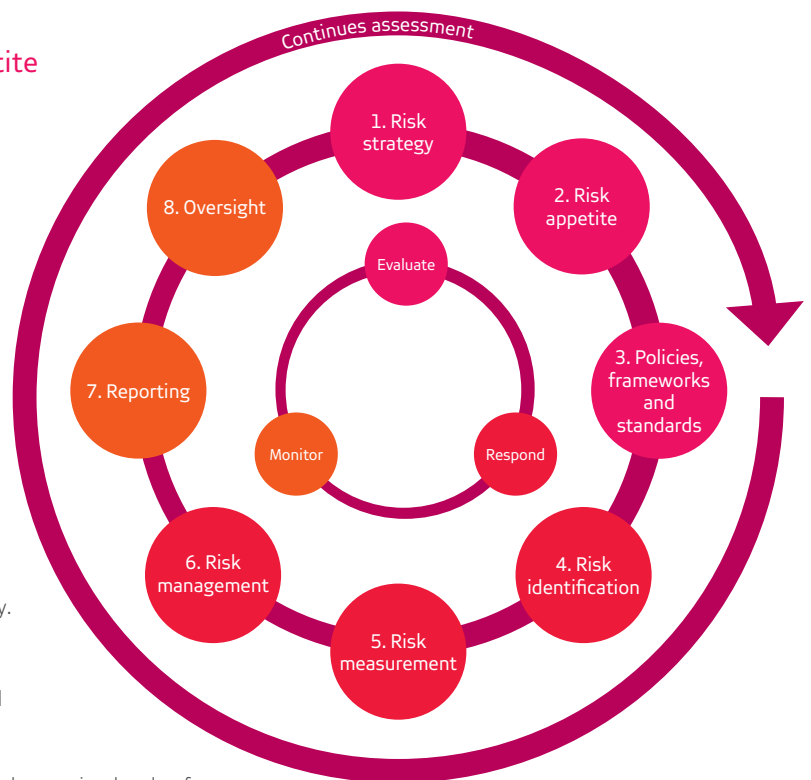 Continues assessment
tite
1. Risk
strategy
2. Risk
appetite
8. Oversight
Evaluate
3. Policies,
frameworks
and
standards
7. Reporting
Monitor
Respond
6. Risk
management
4. Risk
identification
y.
5. Risk
measurement